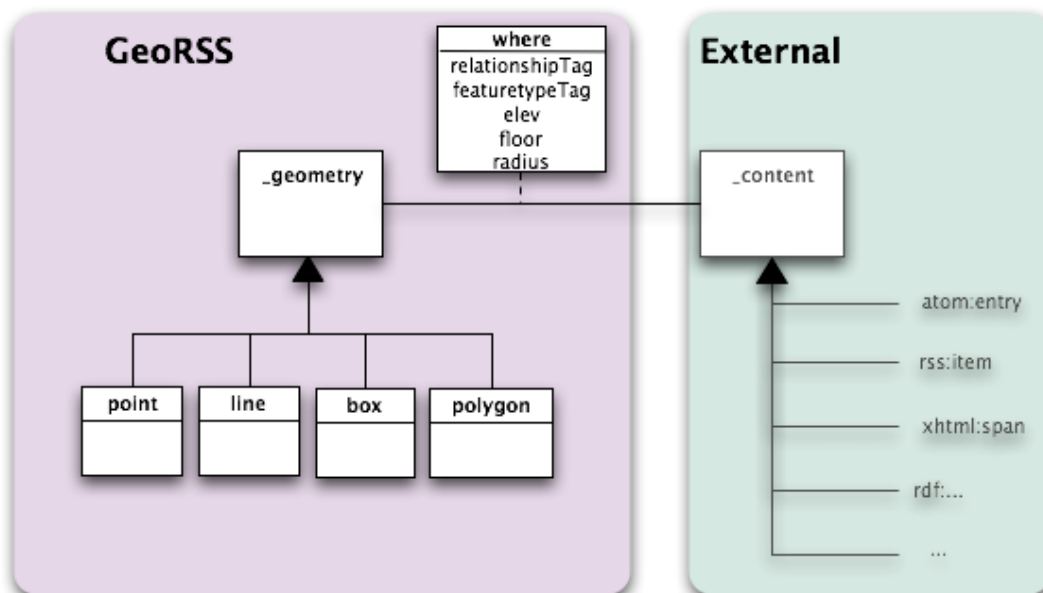 GeoRSS
where
relationshipTag
featuretypeTag
elev
floor
radius
_geometry
point
line
box
polygon
External
_content
atom:entry
rss:item
xhtml:span
rdf:...
...